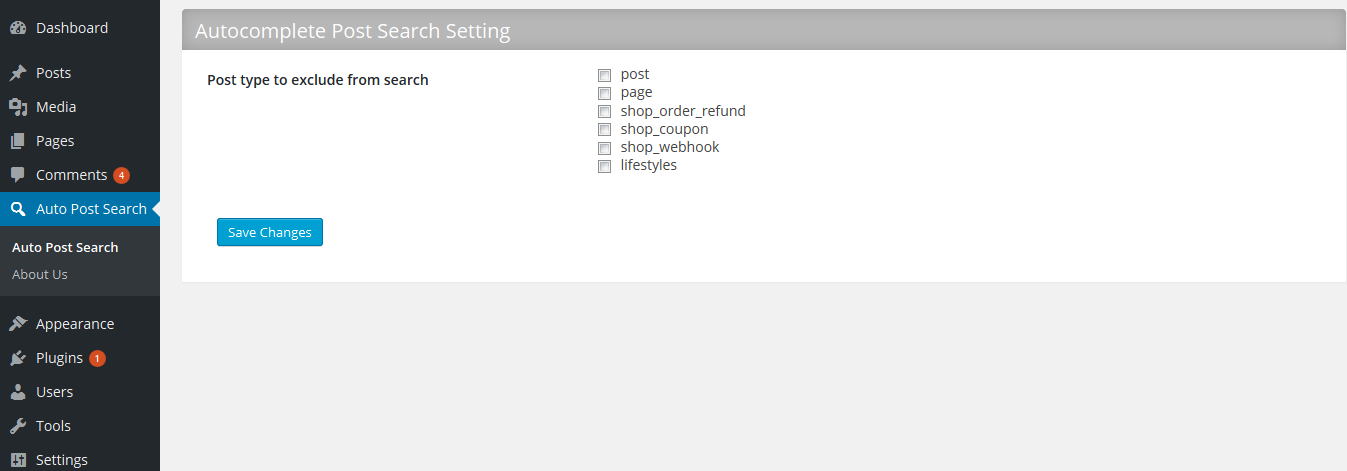 Dashboard
Posts
Media
Pages
Comments 4
Auto Post Search
Auto Post Search
About Us
Appearance
Plugins 1
Users
Tools
Settings
Autocomplete Post Search Setting
Post type to exclude from search
post
page
shop_order_refund
shop_coupon
shop_webhook
lifestyles
Save Changes